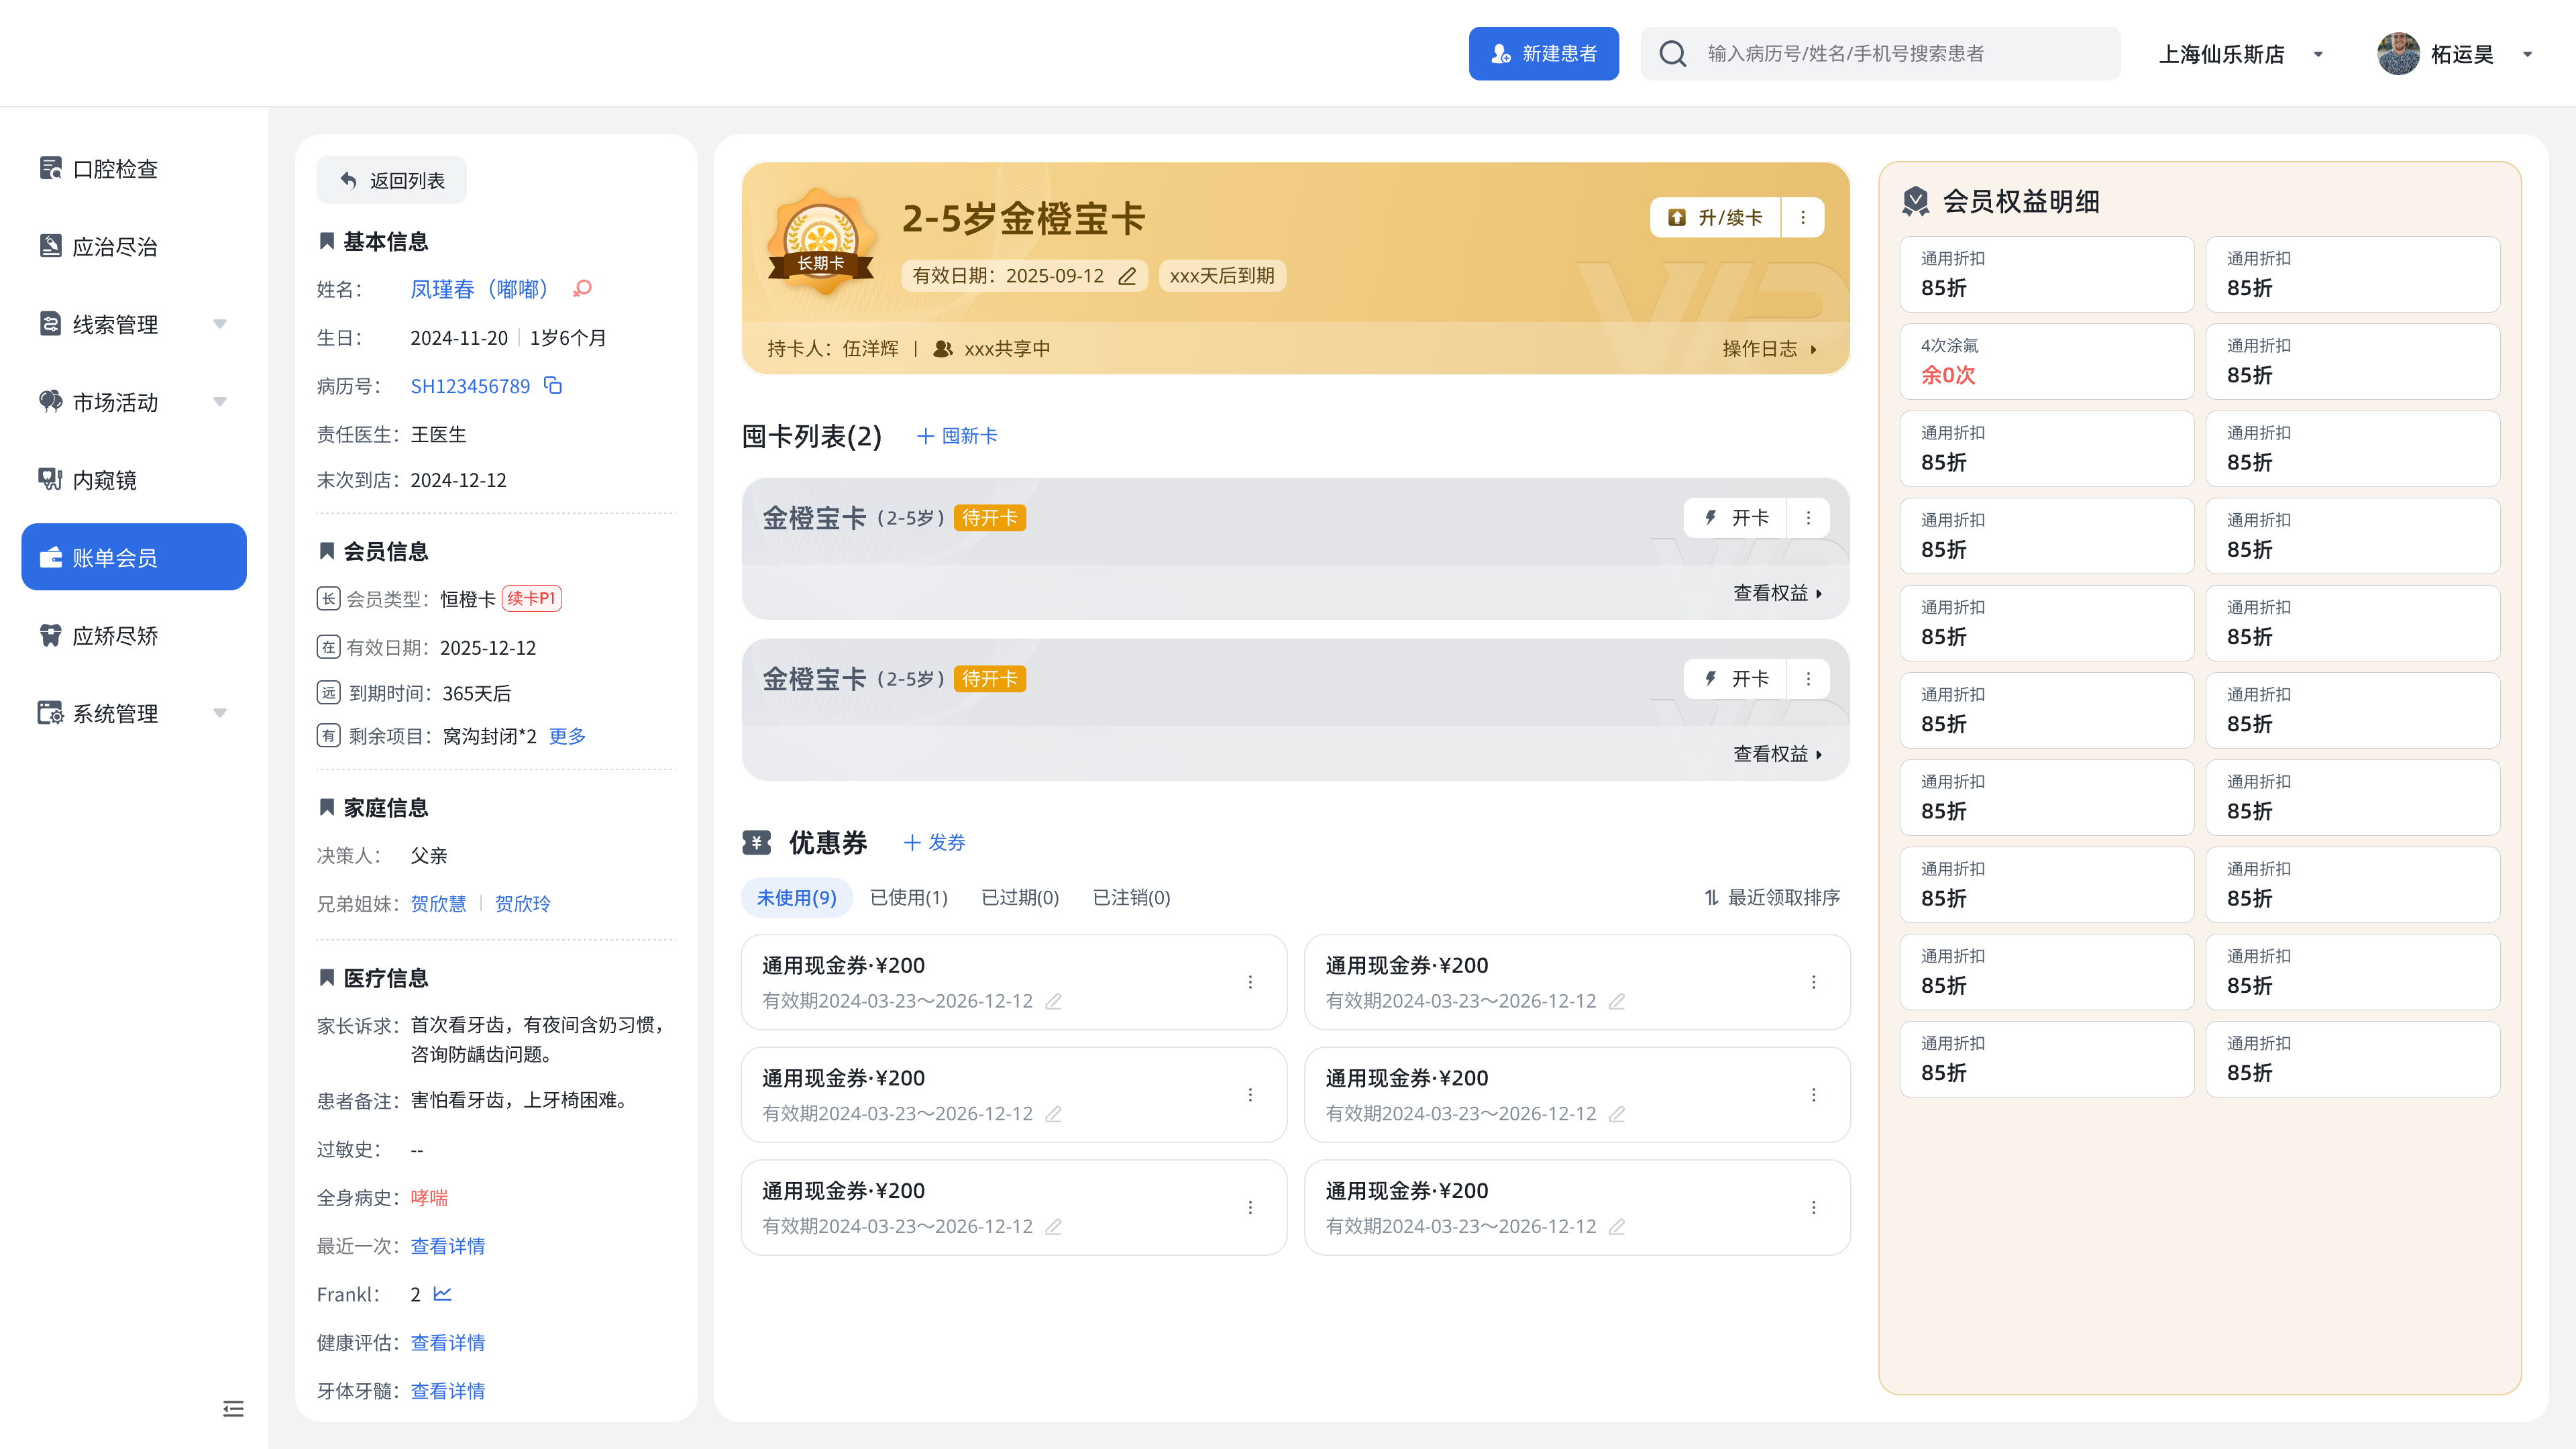 新建患者
输入病历号/姓名/手机号搜索患者
上海仙乐斯店
柘运昊
口腔检查
应治尽治
线索管理
市场活动
内窥镜
账单会员
应矫尽矫
系统管理
返回列表
基本信息
姓名： 凤瑾春（嘟嘟）
生日： 2024-11-20 1岁6个月
病历号： SH123456789
责任医生：王医生
末次到店：2024-12-12
会员信息
长 会员类型：恒橙卡 续卡P1
在 有效日期：2025-12-12
远 到期时间：365天后
有 剩余项目：窝沟封闭*2 更多
家庭信息
决策人： 父亲
兄弟姐妹：贺欣慧 贺欣玲
医疗信息
家长诉求：首次看牙齿，有夜间含奶习惯，
咨询防龋齿问题。
患者备注：害怕看牙齿，上牙椅困难。
过敏史： --
全身病史：哮喘
最近一次：查看详情
Frankl： 2
健康评估：查看详情
牙体牙髓：查看详情
长期卡
2-5岁金橙宝卡
有效日期：2025-09-12
xxx天后到期
升/续卡
VIP
持卡人：伍洋辉 | xxx共享中
操作日志
囤卡列表(2)
囤新卡
金橙宝卡（2-5岁）待开卡
开卡
查看权益
金橙宝卡（2-5岁）待开卡
开卡
查看权益
¥ 优惠券
发券
未使用(9) 已使用(1) 已过期(0) 已注销(0)
最近领取排序
通用现金券·¥200
有效期2024-03-23～2026-12-12
通用现金券·¥200
有效期2024-03-23～2026-12-12
通用现金券·¥200
有效期2024-03-23～2026-12-12
通用现金券·¥200
有效期2024-03-23～2026-12-12
通用现金券·¥200
有效期2024-03-23～2026-12-12
通用现金券·¥200
有效期2024-03-23～2026-12-12
会员权益明细
通用折扣
85折
通用折扣
85折
4次涂氟
余0次
通用折扣
85折
通用折扣
85折
通用折扣
85折
通用折扣
85折
通用折扣
85折
通用折扣
85折
通用折扣
85折
通用折扣
85折
通用折扣
85折
通用折扣
85折
通用折扣
85折
通用折扣
85折
通用折扣
85折
通用折扣
85折
通用折扣
85折
通用折扣
85折
通用折扣
85折